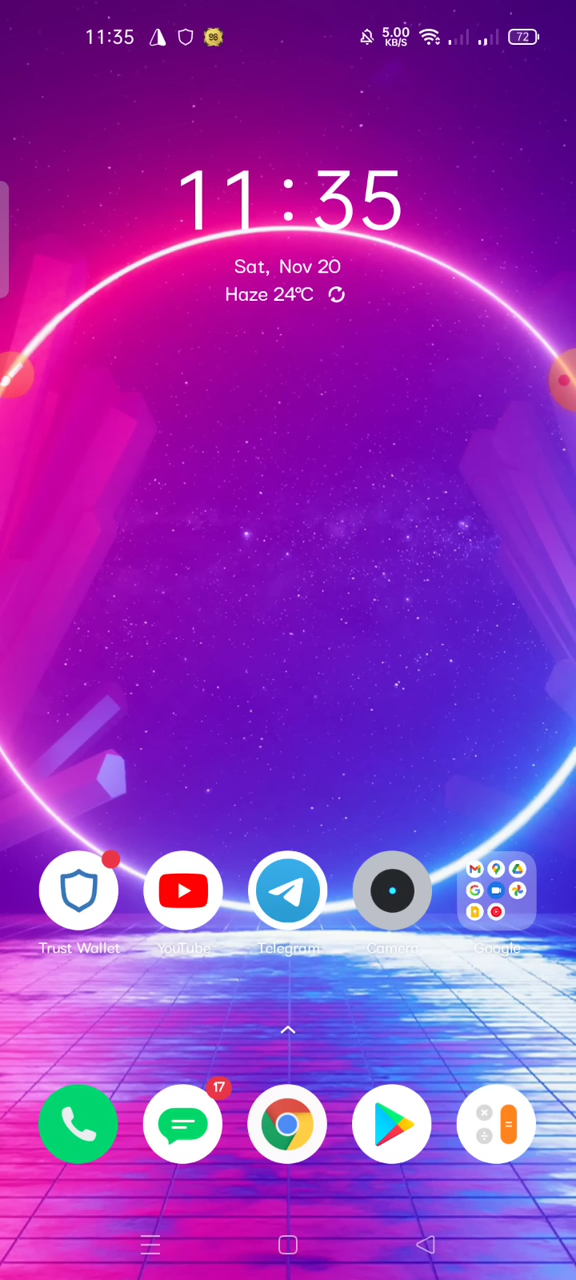 11:35
98
5.00
KB/S
72
11:35
Sat, Nov 20
Haze 24°C
Trust Wallet
YouTube
Telegram
Camera
Google
17